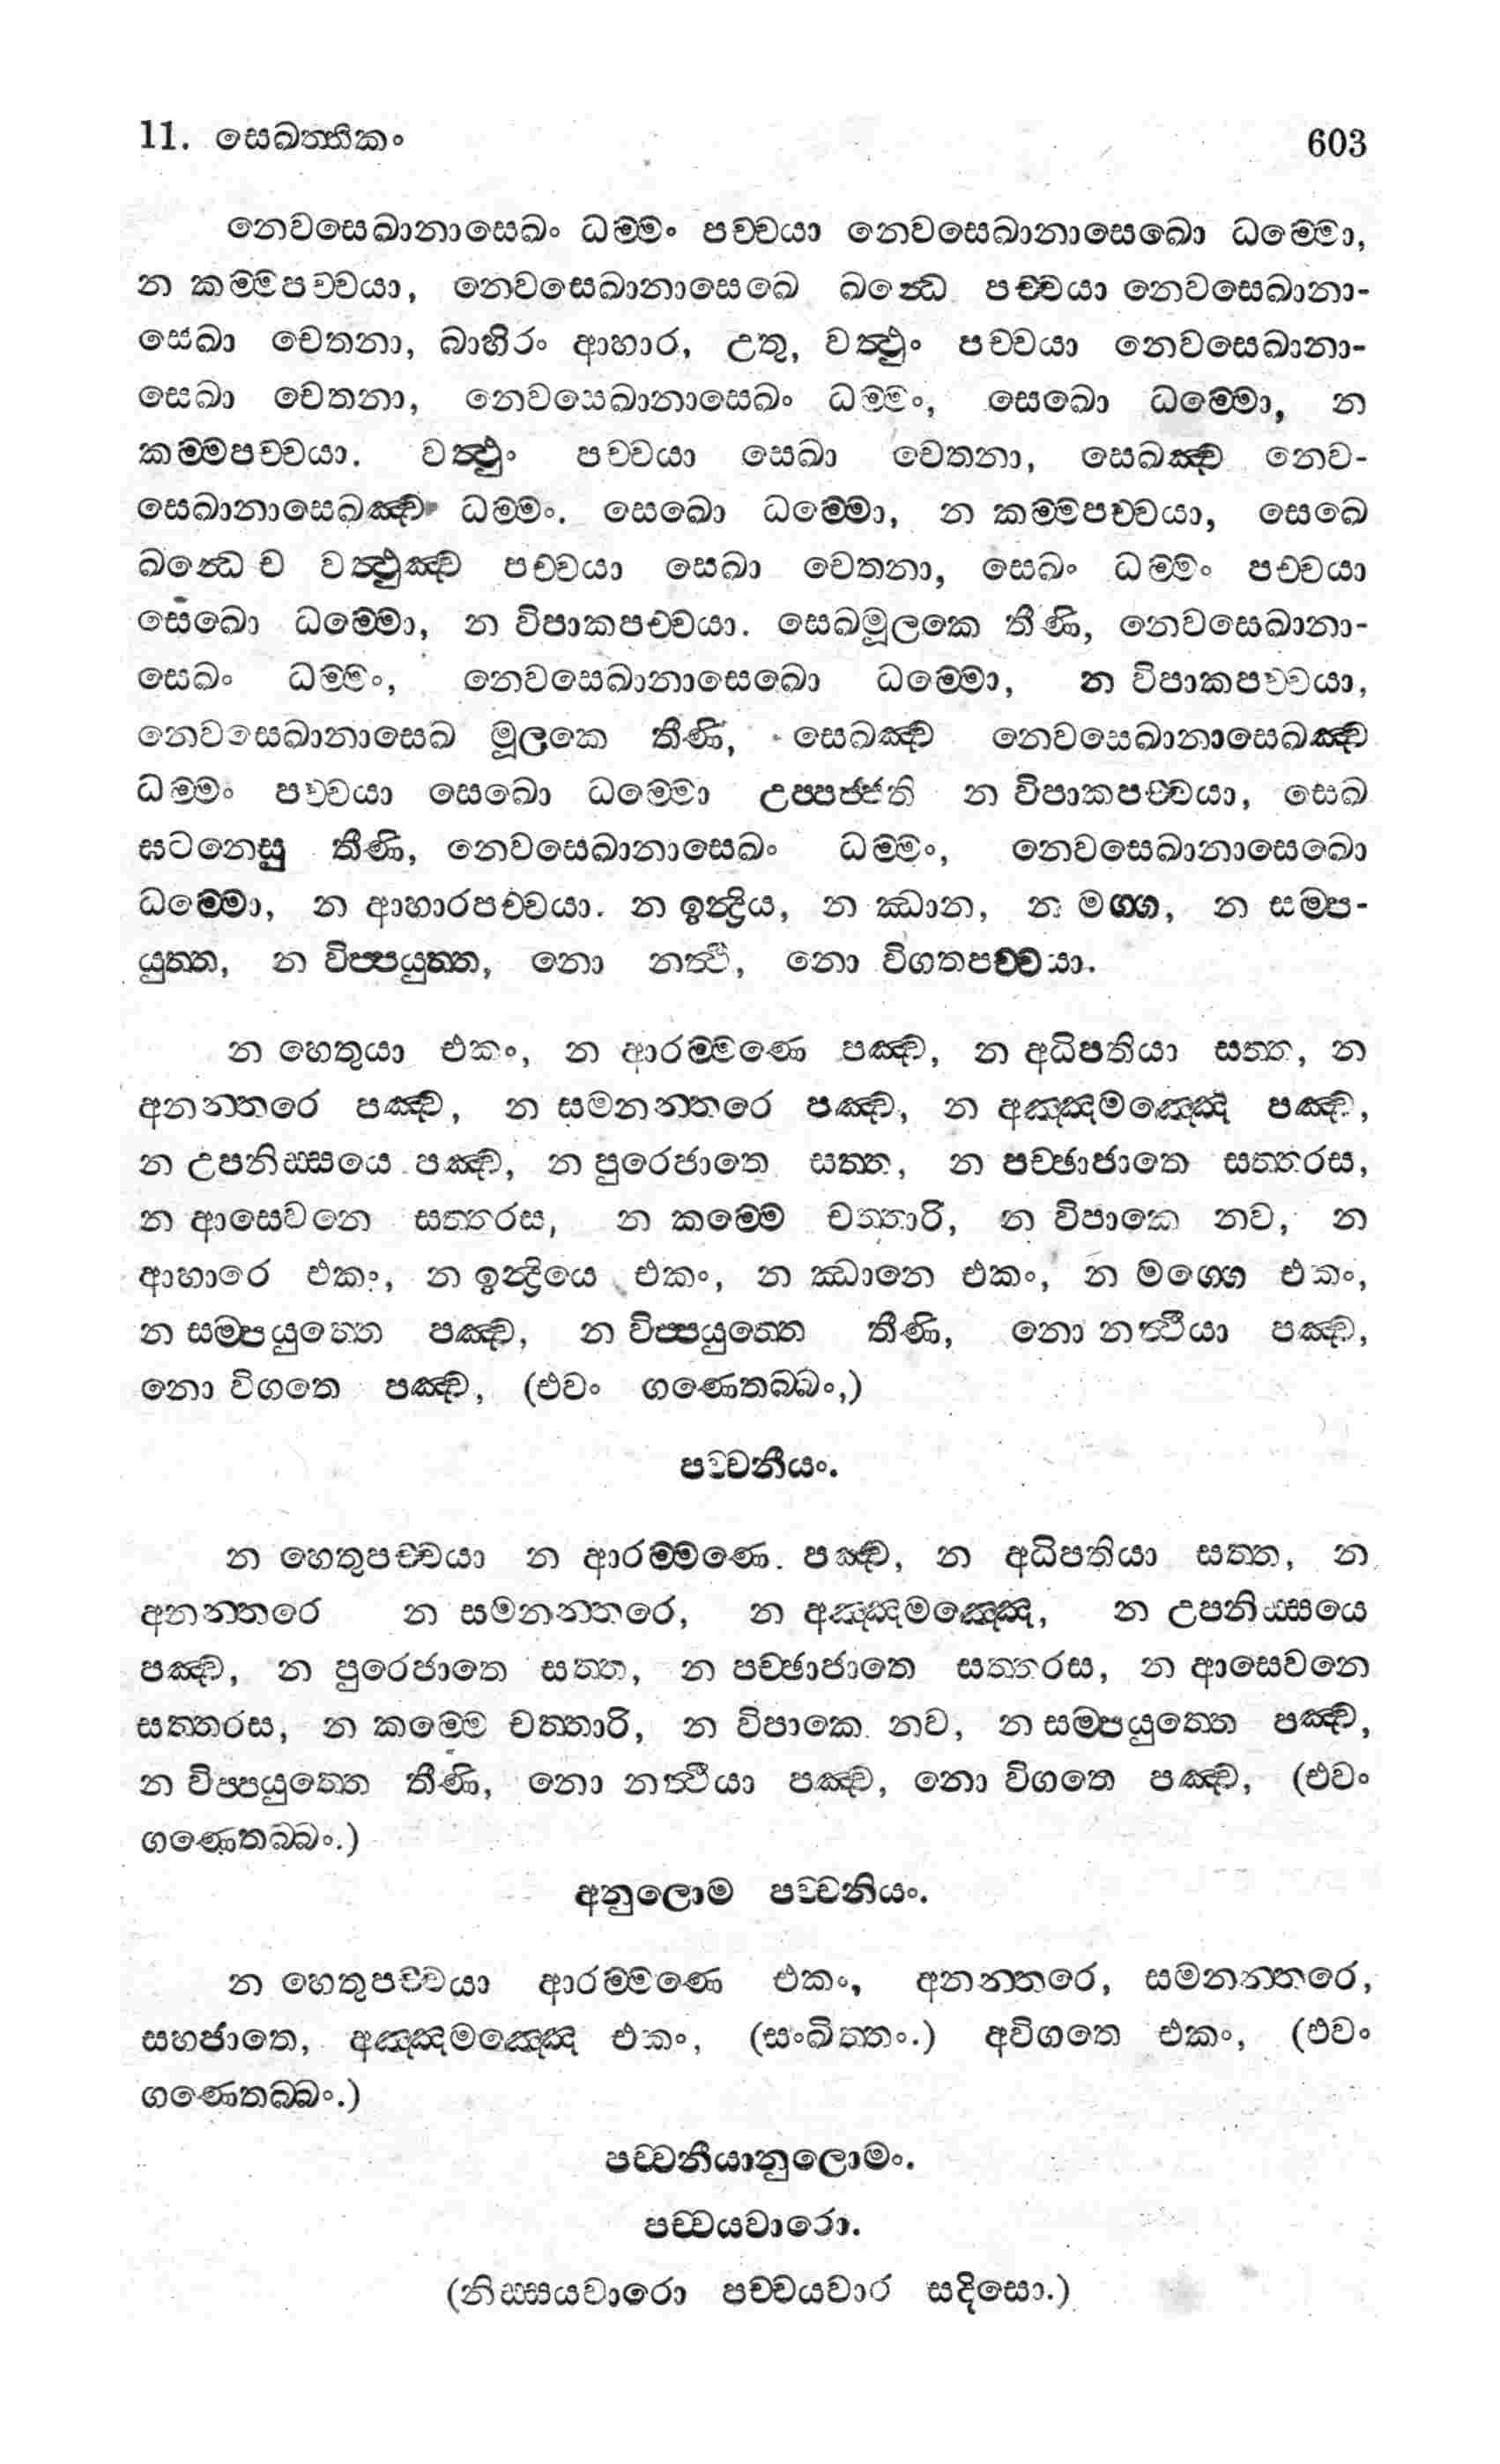 11. සෙඛත්තිකං 603
නෙවසෙඛානාසෙඛං ධම්මං පච්චයා නෙවසෙඛානාසෙඛො ධම්මො,
න කම්මපච්චයා, නෙවසෙඛානාසෙඛෙ ඛන්ධෙ පච්චයා නෙවසෙඛානා-
සෙඛා චෙතනා, බාහිරං ආහාර, උතු, වත්ථුං පච්චයා නෙවසෙඛානා-
සෙඛා චෙතනා, නෙවසෙඛානාසෙඛං ධම්මං, සෙඛො ධම්මො, න
කම්මපච්චයා. වත්ථුං පච්චයා සෙඛා චෙතනා, සෙඛඤ්ච නෙව-
සෙඛානාසෙඛඤ්ච ධම්මං. සෙඛො ධම්මො, න කම්මපච්චයා, සෙඛෙ
ඛන්ධෙ ච වත්ථුඤ්ච පච්චයා සෙඛා චෙතනා, සෙඛං ධම්මං පච්චයා
සෙඛො ධම්මො, න විපාකපච්චයා. සෙඛමූලකෙ තීණි, නෙවසෙඛානා-
සෙඛං ධම්මං, නෙවසෙඛානාසෙඛො ධම්මො, න විපාකපච්චයා,
නෙවසෙඛානාසෙඛ මූලකෙ තීණි, සෙඛඤ්ච නෙවසෙඛානාසෙඛඤ්ච
ධම්මං පච්චයා සෙඛො ධම්මො උප්පජ්ජති න විපාකපච්චයා, සෙඛ
ඝටනෙසු තීණි, නෙවසෙඛානාසෙඛං ධම්මං, නෙවසෙඛානාසෙඛො
ධම්මො, න ආහාරපච්චයා. න ඉන්ද්‍රිය, න ඣාන, න මග්ග, න සම්ප-
යුත්ත, න විප්පයුත්ත, නො නත්ථි, නො විගතපච්චයා.
න හෙතුයා එකං, න ආරම්මණෙ පඤ්ච, න අධිපතියා සත්ත, න
අනන්තරෙ පඤ්ච, න සමනන්තරෙ පඤ්ච, න අඤ්ඤමඤ්ඤෙ පඤ්ච,
න උපනිස්සයෙ පඤ්ච, න පුරෙජාතෙ සත්ත, න පච්ඡාජාතෙ සත්තරස,
න ආසෙවනෙ සත්තරස, න කම්මෙ චත්තාරි, න විපාකෙ නව, න
ආහාරෙ එකං, න ඉන්ද්‍රියෙ එකං, න ඣානෙ එකං, න මග්ගෙ එකං,
න සම්පයුත්තෙ පඤ්ච, න විප්පයුත්තෙ තීණි, නො නත්ථියා පඤ්ච,
නො විගතෙ පඤ්ච, (එවං ගණෙතබ්බං,)
පච්චනීයං.
න හෙතුපච්චයා න ආරම්මණෙ. පඤ්ච, න අධිපතියා සත්ත, න
අනන්තරෙ න සමනන්තරෙ, න අඤ්ඤමඤ්ඤෙ, න උපනිස්සයෙ
පඤ්ච, න පුරෙජාතෙ සත්ත, න පච්ඡාජාතෙ සත්තරස, න ආසෙවනෙ
සත්තරස, න කම්මෙ චත්තාරි, න විපාකෙ නව, න සම්පයුත්තෙ පඤ්ච,
න විප්පයුත්තෙ තීණි, නො නත්ථියා පඤ්ච, නො විගතෙ පඤ්ච, (එවං
ගණෙතබ්බං.)
අනුලොම පච්චනියං.
න හෙතුපච්චයා ආරම්මණෙ එකං, අනන්තරෙ, සමනන්තරෙ,
සහජාතෙ, අඤ්ඤමඤ්ඤෙ එකං, (සංඛිත්තං.) අවිගතෙ එකං, (එවං
ගණෙතබ්බං.)
පච්චනීයානුලොමං.
පච්චයවාරො.
(නිස්සයවාරො පච්චයවාර සදිසො.)